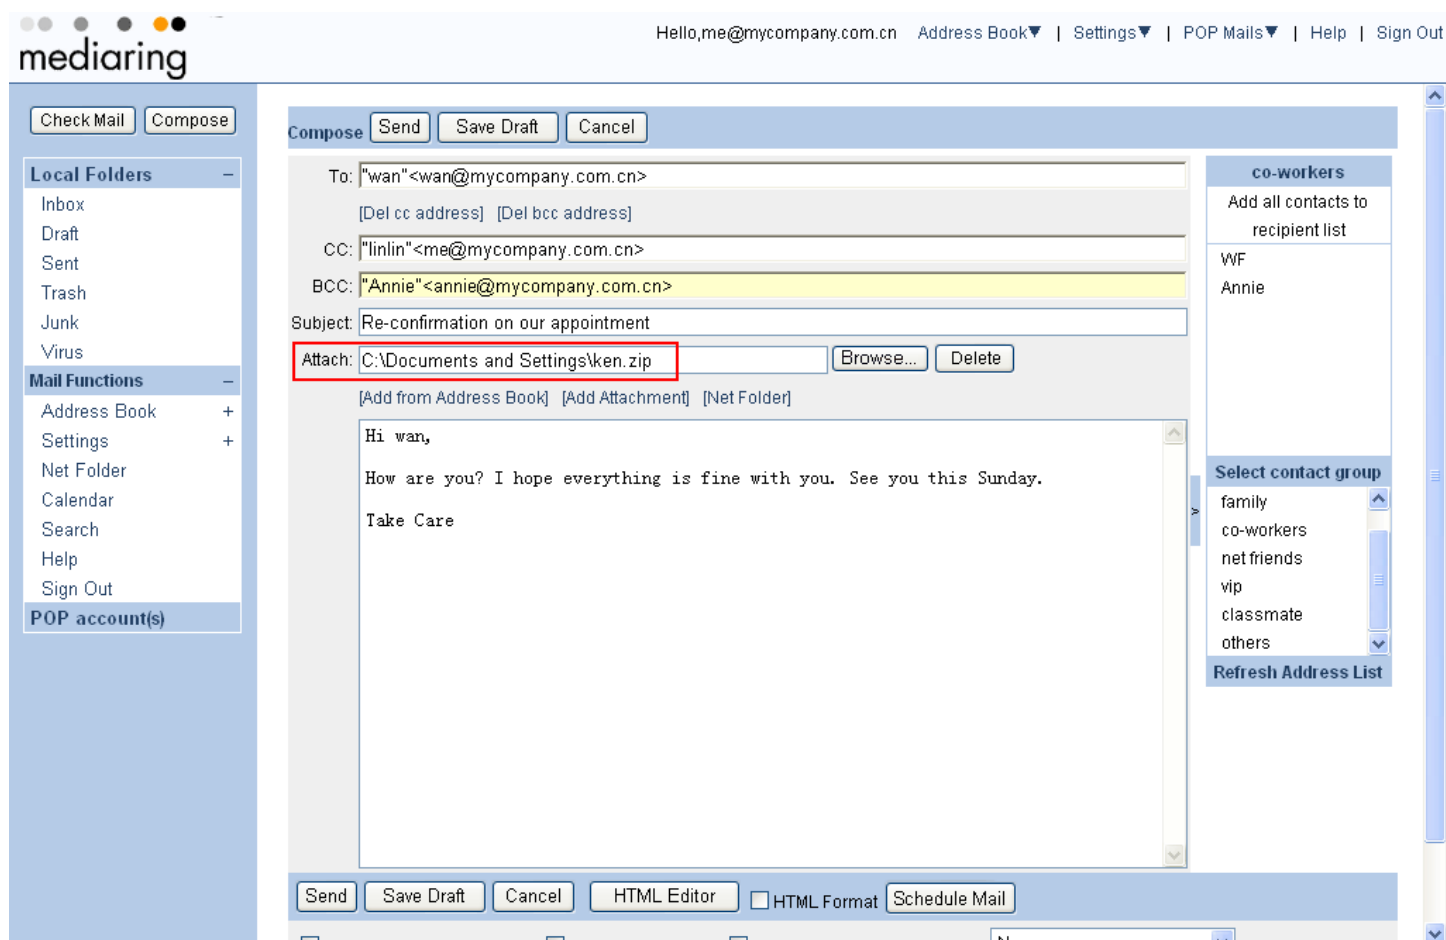 mediaring
Hello,me@mycompany.com.cn Address Book▼ | Settings▼ | POP Mails▼ | Help | Sign Out
Check Mail Compose
Compose Send Save Draft Cancel
Local Folders –
Inbox
Draft
Sent
Trash
Junk
Virus
Mail Functions –
Address Book +
Settings +
Net Folder
Calendar
Search
Help
Sign Out
POP account(s)
To: "wan"<wan@mycompany.com.cn>
[Del cc address] [Del bcc address]
CC: "linlin"<me@mycompany.com.cn>
BCC: "Annie"<annie@mycompany.com.cn>
Subject: Re-confirmation on our appointment
Attach: C:\Documents and Settings\ken.zip Browse... Delete
[Add from Address Book] [Add Attachment] [Net Folder]
Hi wan,
How are you? I hope everything is fine with you. See you this Sunday.
Take Care
>
co-workers
Add all contacts to
recipient list
WF
Annie
Select contact group
family
co-workers
net friends
vip
classmate
others
Refresh Address List
Send Save Draft Cancel HTML Editor HTML Format Schedule Mail